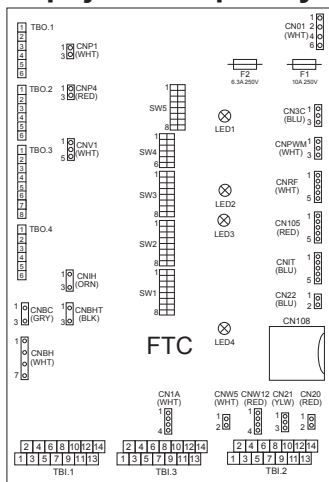 TBO.1
1
2
3
4
5
6
TBO.2
1
2
3
4
5
6
TBO.3
1
2
3
4
5
6
7
8
TBO.4
1
2
3
4
5
6
CNP1
(WHT)
1
3
CNP4
(RED)
1
3
CNV1
(WHT)
1
5
CNIH
(ORN)
1
3
CNBC
(GRY)
1
3
CNBHT
(BLK)
1
3
CNBH
(WHT)
1
7
SW5
1
8
SW4
1
6
SW3
1
8
SW2
1
8
SW1
1
8
CN01
(WHT)
1
2
4
6
F2
6.3A 250V
F1
10A 250V
LED1
LED2
LED3
LED4
CN3C
(BLU)
1
3
CNPWM
(WHT)
1
3
CNRF
(WHT)
1
5
CN105
(RED)
1
5
CNIT
(BLU)
1
5
CN22
(BLU)
1
2
CN108
FTC
CN1A
(WHT)
1
4
CNW5
(WHT)
1
2
CNW12
(RED)
1
4
CN21
(YLW)
1
3
CN20
(RED)
1
2
2 4 6 8 10 12 14
1 3 5 7 9 11 13
TBI.1
2 4 6 8 10 12 14
1 3 5 7 9 11 13
TBI.3
2 4 6 8 10 12 14
1 3 5 7 9 11 13
TBI.2